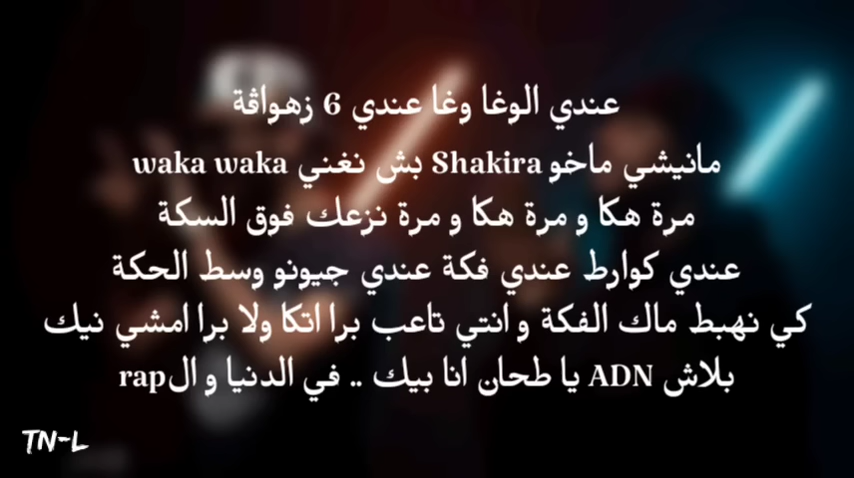 عندي الوغا وغا عندي 6 زهواڨة
مانيشي ماخو Shakira بش نغني waka waka
مرة هكا و مرة هكا و مرة نزعك فوق السكة
عندي كوارط عندي فكة عندي جيونو وسط الحكة
كي نهبط ماك الفكة و انتي تاعب برا اتكا ولا برا امشي نيك
بلاش ADN يا طحان انا بيك .. في الدنيا و الrap
TN-L